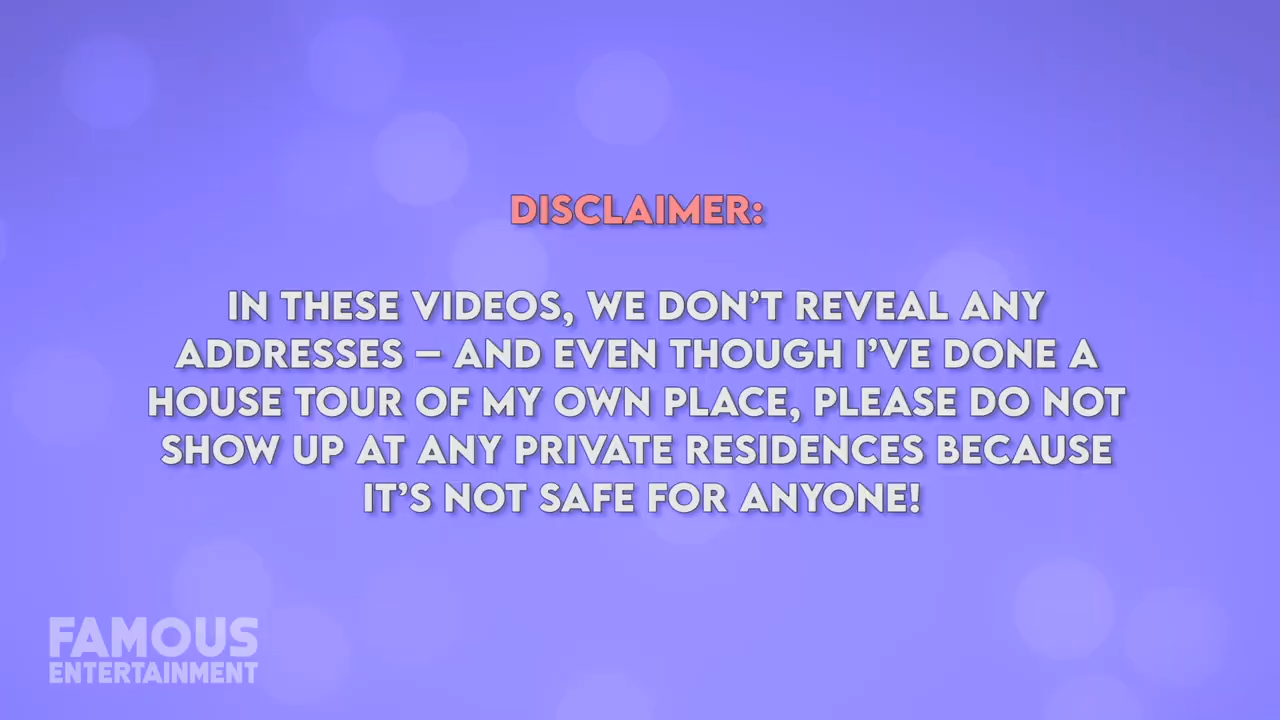 DISCLAIMER:
IN THESE VIDEOS, WE DON'T REVEAL ANY
ADDRESSES – AND EVEN THOUGH I'VE DONE A
HOUSE TOUR OF MY OWN PLACE, PLEASE DO NOT
SHOW UP AT ANY PRIVATE RESIDENCES BECAUSE
IT'S NOT SAFE FOR ANYONE!
FAMOUS
ENTERTAINMENT